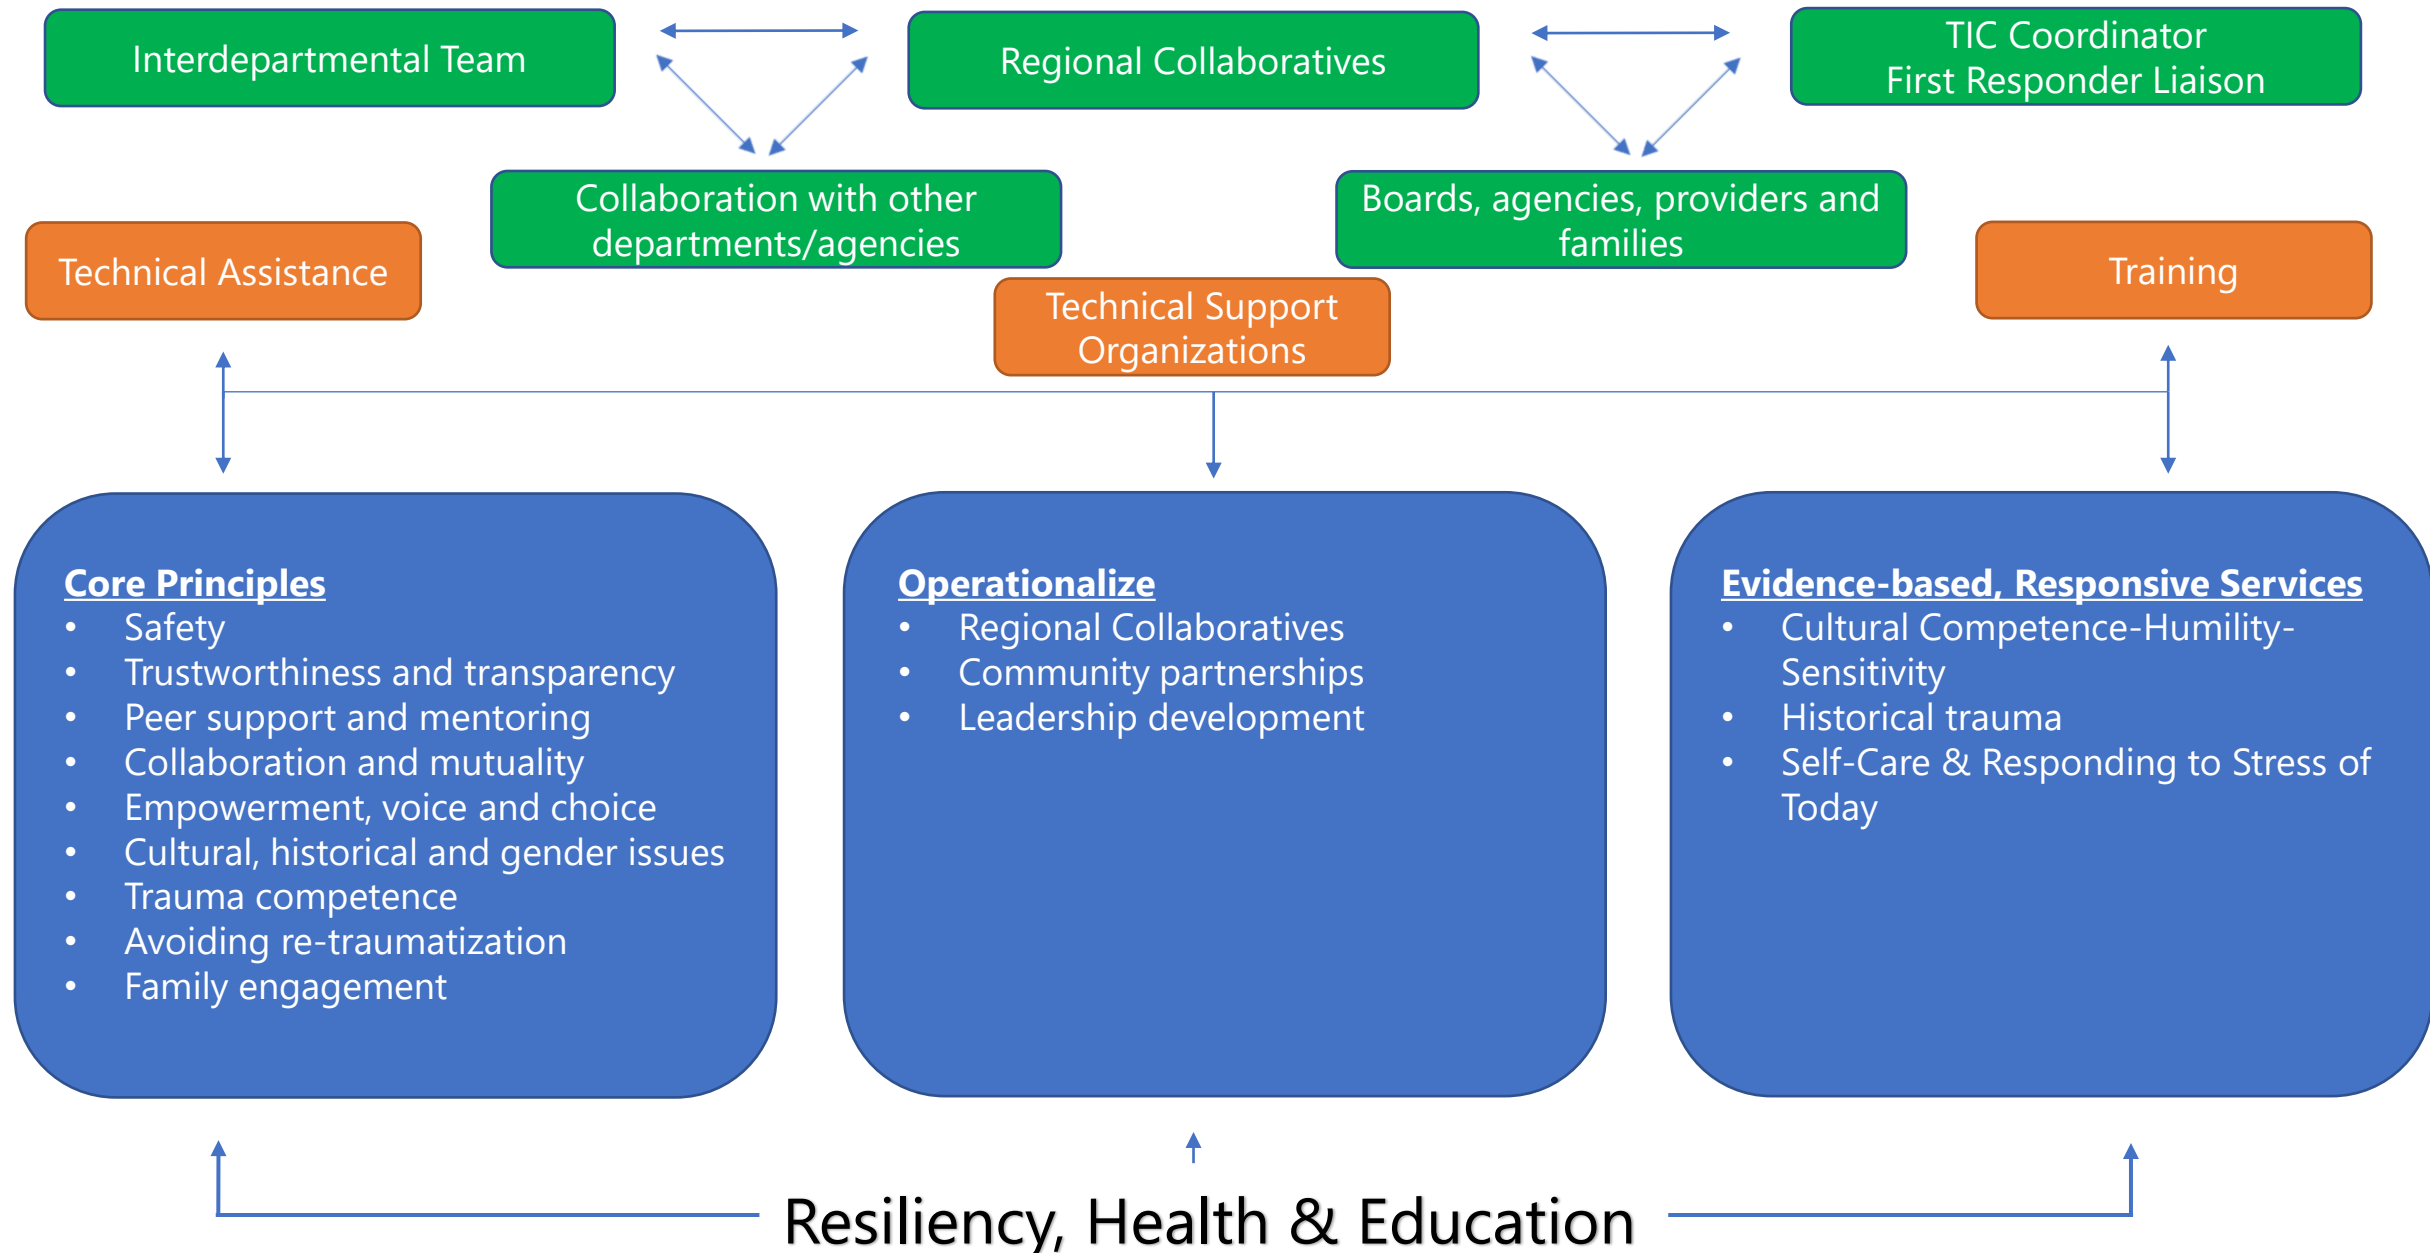 Interdepartmental Team
Regional Collaboratives
TIC Coordinator
First Responder Liaison
Collaboration with other
departments/agencies
Boards, agencies, providers and
families
Technical Assistance
Technical Support
Organizations
Training
Core Principles
• Safety
• Trustworthiness and transparency
• Peer support and mentoring
• Collaboration and mutuality
• Empowerment, voice and choice
• Cultural, historical and gender issues
• Trauma competence
• Avoiding re-traumatization
• Family engagement
Operationalize
• Regional Collaboratives
• Community partnerships
• Leadership development
Evidence-based, Responsive Services
• Cultural Competence-Humility-
Sensitivity
• Historical trauma
• Self-Care & Responding to Stress of
Today
Resiliency, Health & Education